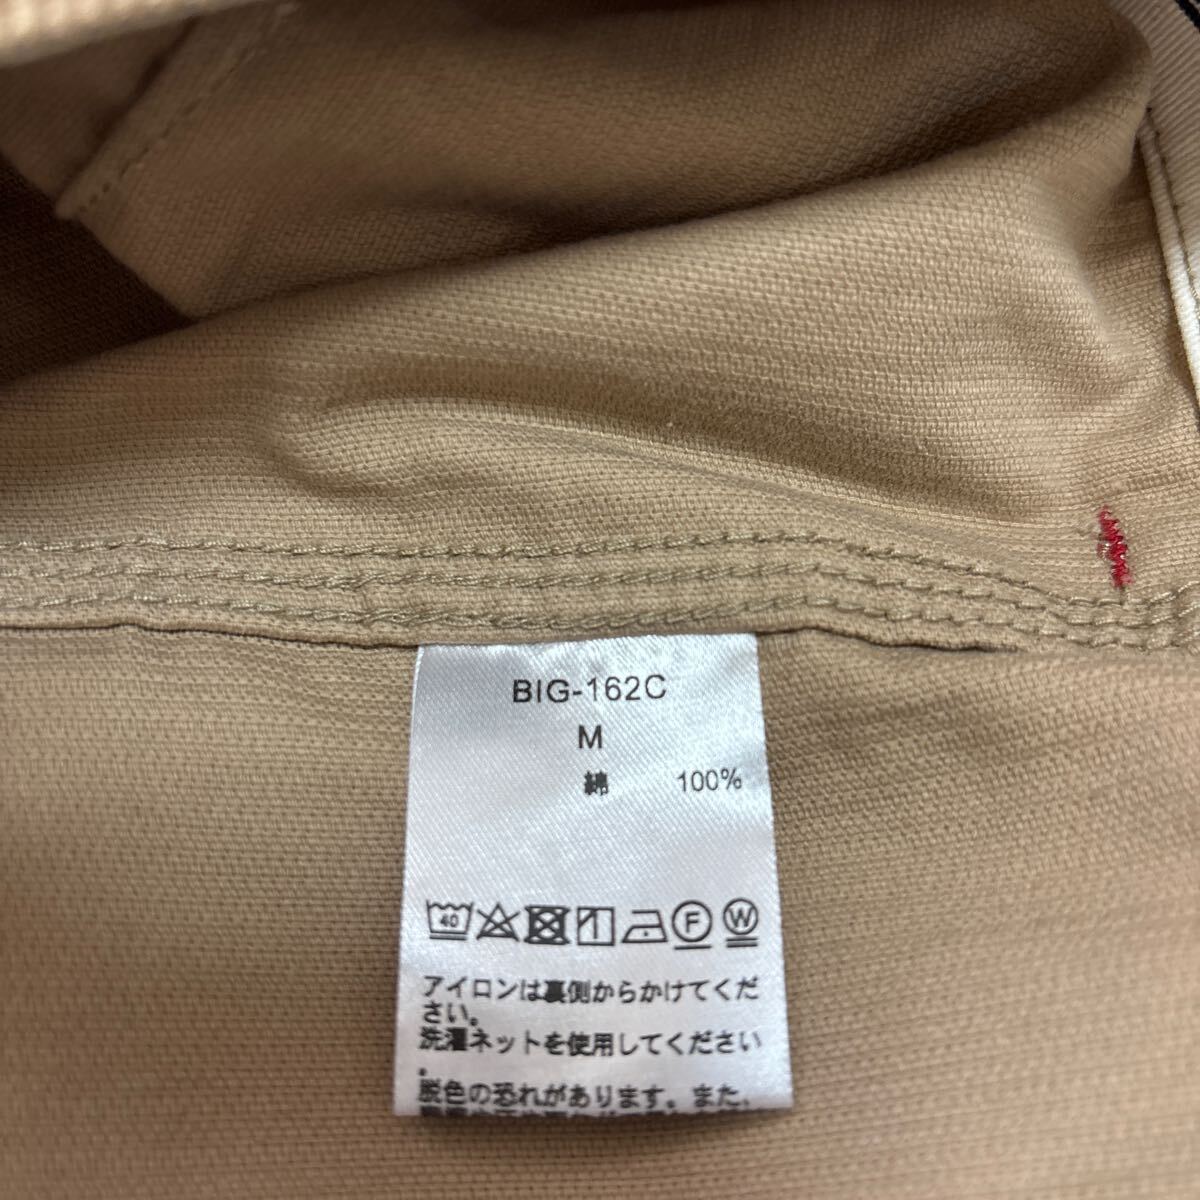 BIG-162C
M
綿 100%
40
F
W
アイロンは裏側からかけてくだ
さい。
洗濯ネットを使用してください
。
脱色の恐れがあります。また、